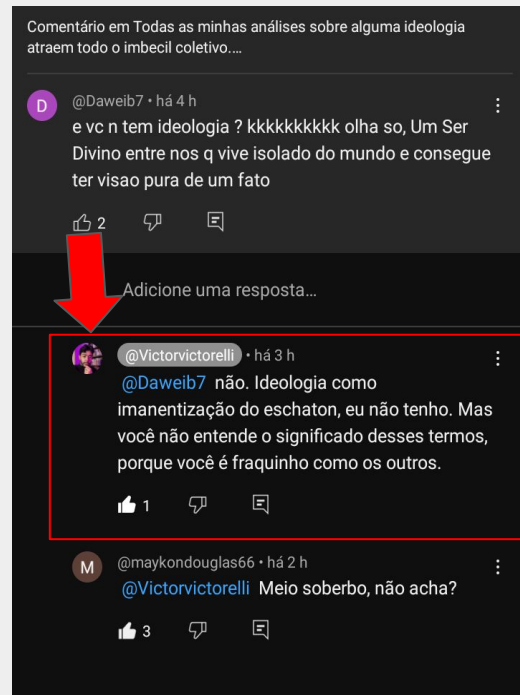 Comentário em Todas as minhas análises sobre alguma ideologia
atraem todo o imbecil coletivo....
D
@Daweib7 • há 4 h
e vc n tem ideologia ? kkkkkkkkkk olha so, Um Ser
Divino entre nos q vive isolado do mundo e consegue
ter visao pura de um fato
2
Adicione uma resposta...
@Victorvictorelli • há 3 h
@Daweib7 não. Ideologia como
imanentização do eschaton, eu não tenho. Mas
você não entende o significado desses termos,
porque você é fraquinho como os outros.
1
M
@maykondouglas66 • há 2 h
@Victorvictorelli Meio soberbo, não acha?
3